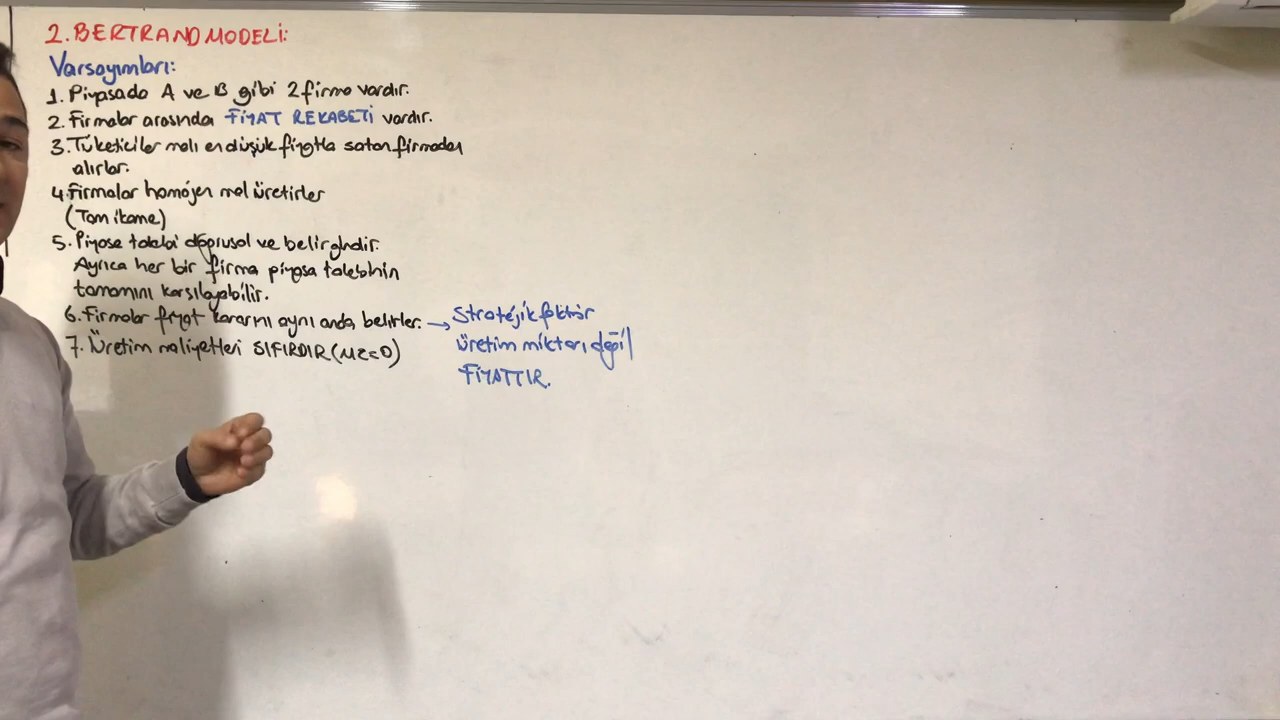 2. BERTRAND MODELİ:
Varsayımları:
1. Piyasada A ve B gibi 2 firma vardır.
2. Firmalar arasında FİYAT REKABETİ vardır.
3. Tüketiciler malı en düşük fiyatla satan firmadan
alırlar.
4. Firmalar homojen mal üretirler
(Tam ikame)
5. Piyasa talebi doğrusal ve belirgindir.
Ayrıca her bir firma piyasa talebinin
tamamını karşılayabilir.
6. Firmalar fiyat kararını aynı anda belirler. → Stratejik faktör
üretim miktarı değil
FİYATTIR.
7. Üretim maliyetleri SIFIRDIR (MC=0)